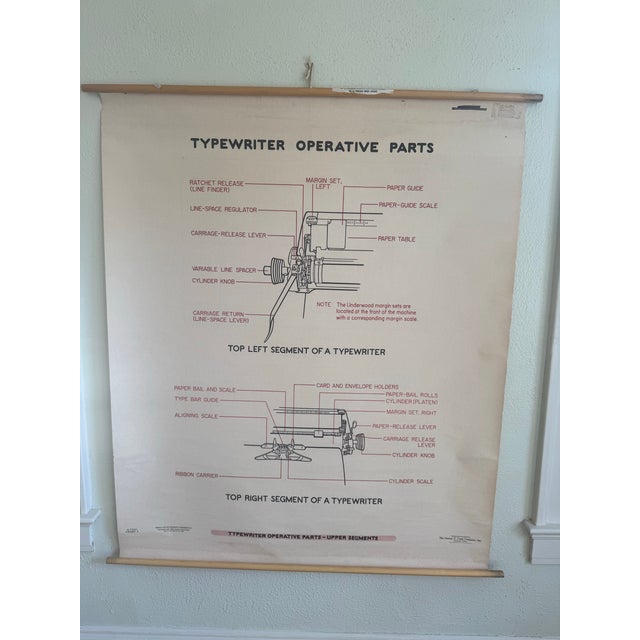 TYPEWRITER OPERATIVE PARTS
RATCHET RELEASE
(LINE FINDER)
MARGIN SET,
LEFT
PAPER GUIDE
LINE-SPACE REGULATOR
PAPER-GUIDE SCALE
CARRIAGE-RELEASE LEVER
PAPER TABLE
VARIABLE LINE SPACER
CYLINDER KNOB
NOTE: The Underwood margin sets are
located at the front of the machine
with a corresponding margin scale.
CARRIAGE RETURN
(LINE-SPACE LEVER)
TOP LEFT SEGMENT OF A TYPEWRITER
PAPER BAIL AND SCALE
CARD AND ENVELOPE HOLDERS
PAPER-BAIL ROLLS
TYPE BAR GUIDE
CYLINDER (PLATEN)
ALIGNING SCALE
MARGIN SET, RIGHT
PAPER-RELEASE LEVER
CARRIAGE RELEASE
LEVER
CYLINDER KNOB
RIBBON CARRIER
CYLINDER SCALE
TOP RIGHT SEGMENT OF A TYPEWRITER
TYPEWRITER OPERATIVE PARTS - UPPER SEGMENTS